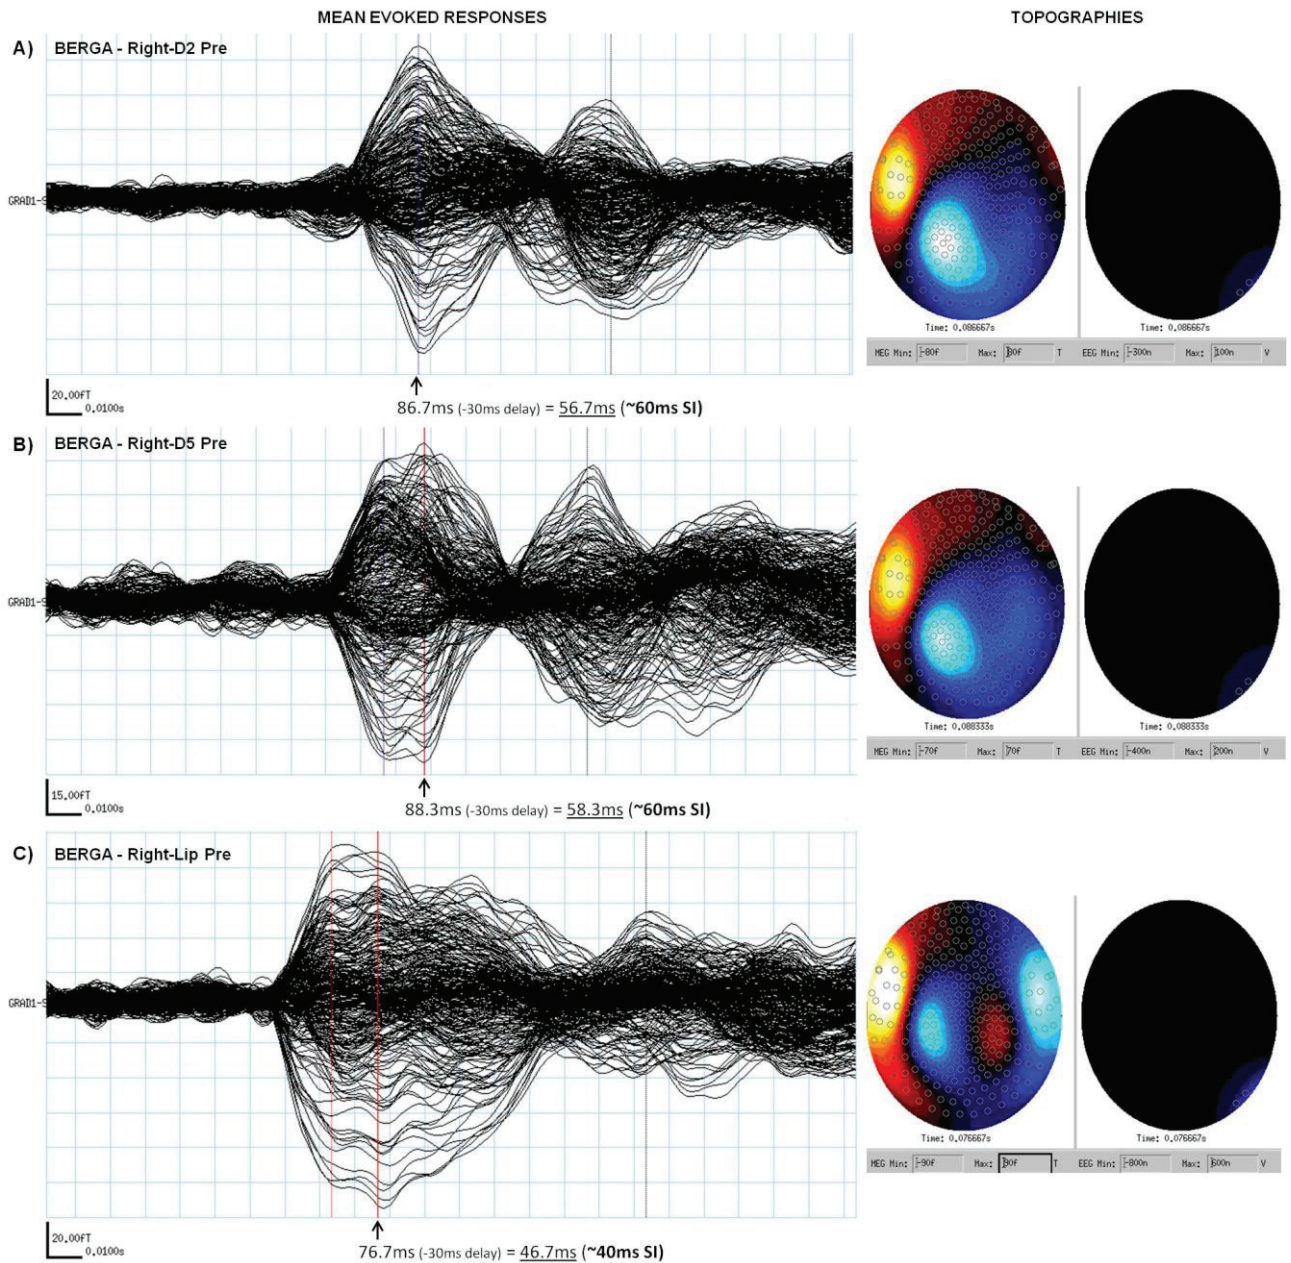 MEAN EVOKED RESPONSES
TOPOGRAPHIES
A) BERGA - Right-D2 Pre
GRAD1-S
Time: 0.086667s
Time: 0.086667s
MEG Min: -80f Max: 80f T EEG Min: -300n Max: 100n V
20.00fT
0.0100s
86.7ms (-30ms delay) = 56.7ms (~60ms SI)
B) BERGA - Right-D5 Pre
GRAD1-S
Time: 0.088333s
Time: 0.088333s
MEG Min: -70f Max: 70f T EEG Min: -400n Max: 200n V
15.00fT
0.0100s
88.3ms (-30ms delay) = 58.3ms (~60ms SI)
C) BERGA - Right-Lip Pre
GRAD1-S
Time: 0.076667s
Time: 0.076667s
MEG Min: -90f Max: 90f T EEG Min: -800n Max: 600n V
20.00fT
0.0100s
76.7ms (-30ms delay) = 46.7ms (~40ms SI)